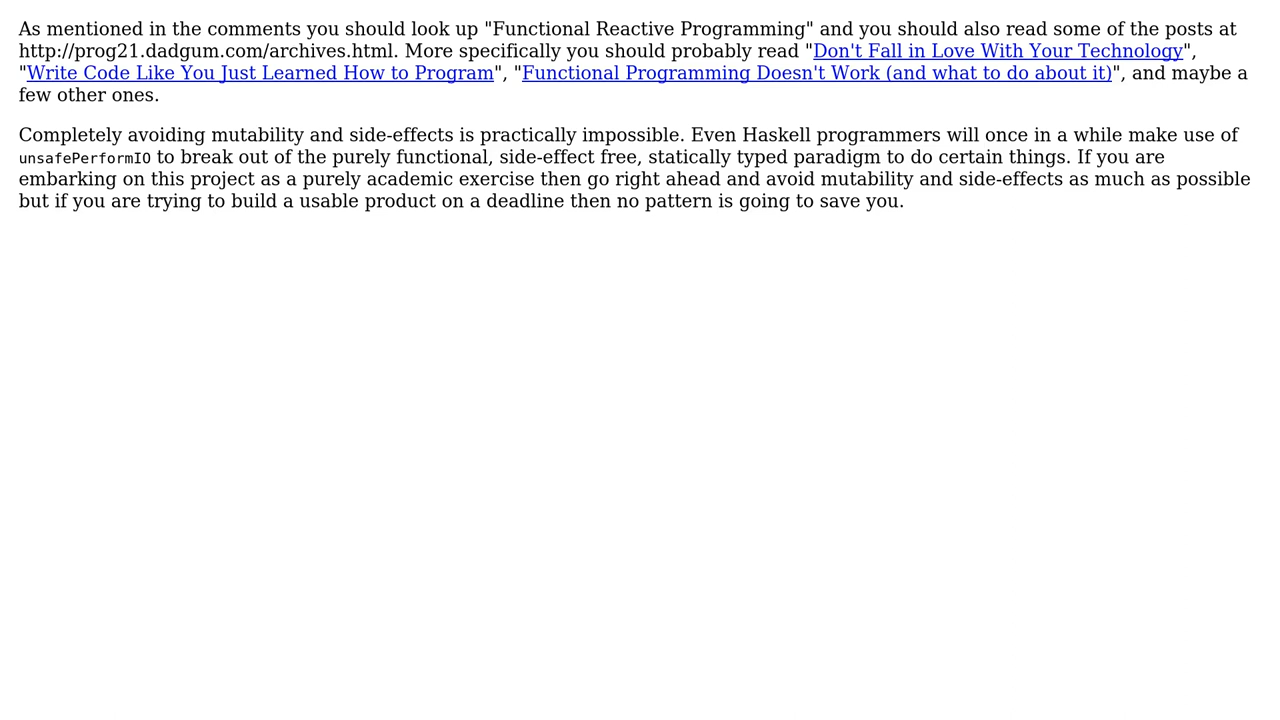 As mentioned in the comments you should look up "Functional Reactive Programming" and you should also read some of the posts at
http://prog21.dadgum.com/archives.html. More specifically you should probably read "Don't Fall in Love With Your Technology",
"Write Code Like You Just Learned How to Program", "Functional Programming Doesn't Work (and what to do about it)", and maybe a
few other ones.
Completely avoiding mutability and side-effects is practically impossible. Even Haskell programmers will once in a while make use of
unsafePerformIO to break out of the purely functional, side-effect free, statically typed paradigm to do certain things. If you are
embarking on this project as a purely academic exercise then go right ahead and avoid mutability and side-effects as much as possible
but if you are trying to build a usable product on a deadline then no pattern is going to save you.